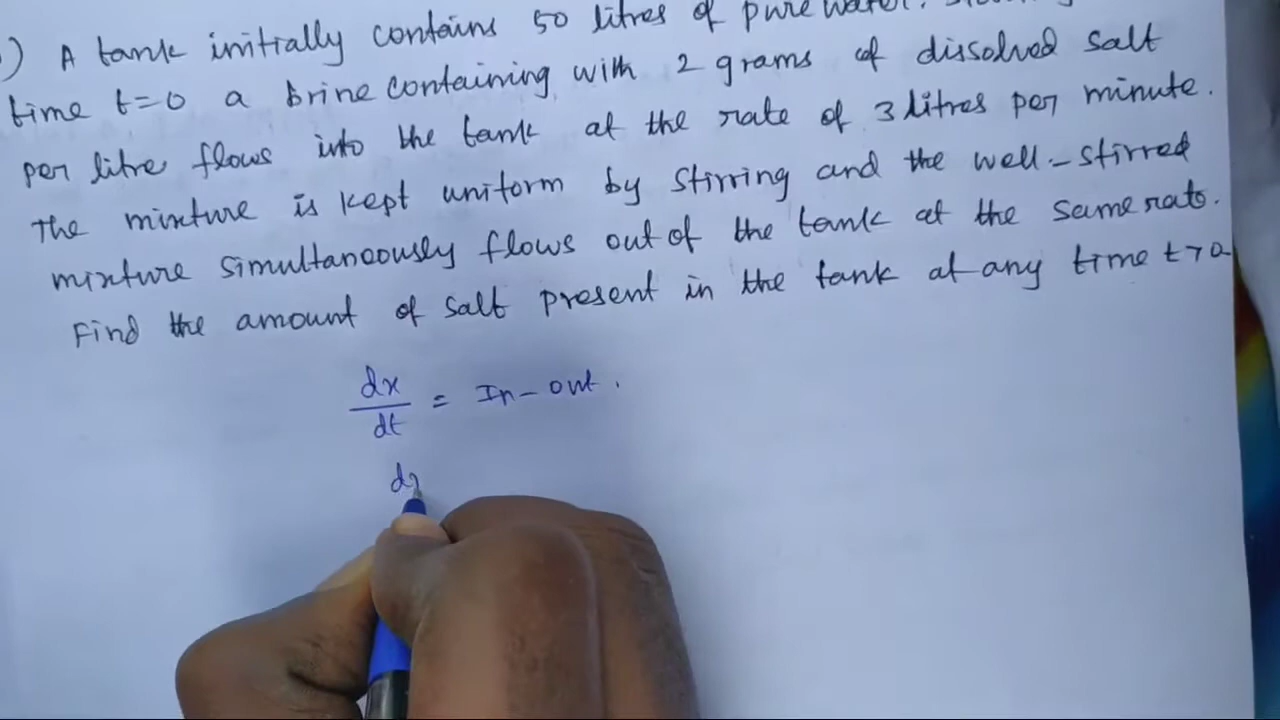 ) A tank initially contains 50 litres of pure water.
time t=0 a brine containing with 2 grams of dissolved salt
per litre flows into the tank at the rate of 3 litres per minute.
The mixture is kept uniform by stirring and the well-stirred
mixture simultaneously flows out of the tank at the same rate.
Find the amount of salt present in the tank at any time t>0
dx/dt = In - out.
dx